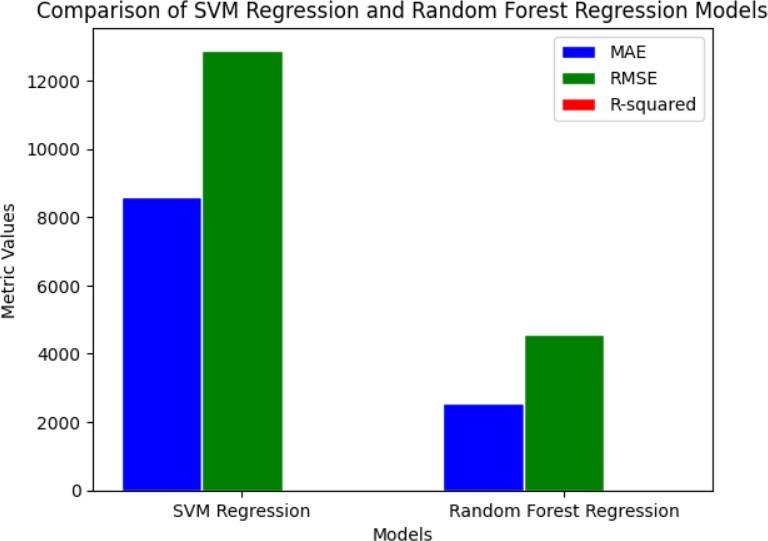 Comparison of SVM Regression and Random Forest Regression Models
MAE
RMSE
R-squared
12000
10000
8000
6000
4000
2000
0
Metric Values
SVM Regression
Random Forest Regression
Models